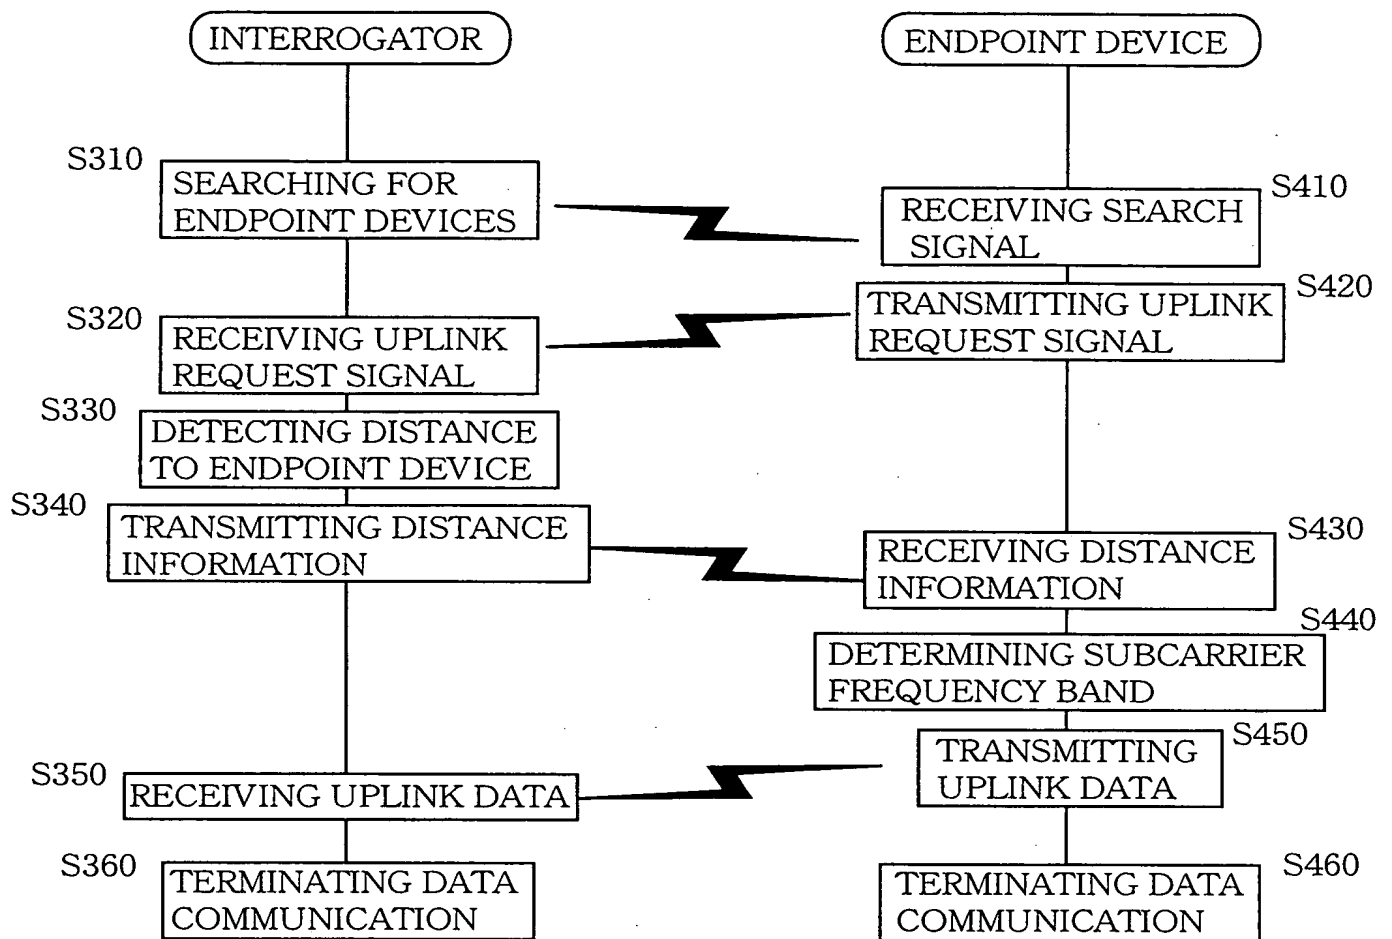 INTERROGATOR
ENDPOINT DEVICE
S310
SEARCHING FOR
ENDPOINT DEVICES
S410
RECEIVING SEARCH
SIGNAL
S420
TRANSMITTING UPLINK
REQUEST SIGNAL
S320
RECEIVING UPLINK
REQUEST SIGNAL
S330
DETECTING DISTANCE
TO ENDPOINT DEVICE
S340
TRANSMITTING DISTANCE
INFORMATION
S430
RECEIVING DISTANCE
INFORMATION
S440
DETERMINING SUBCARRIER
FREQUENCY BAND
S450
TRANSMITTING
UPLINK DATA
S350
RECEIVING UPLINK DATA
S360
TERMINATING DATA
COMMUNICATION
S460
TERMINATING DATA
COMMUNICATION